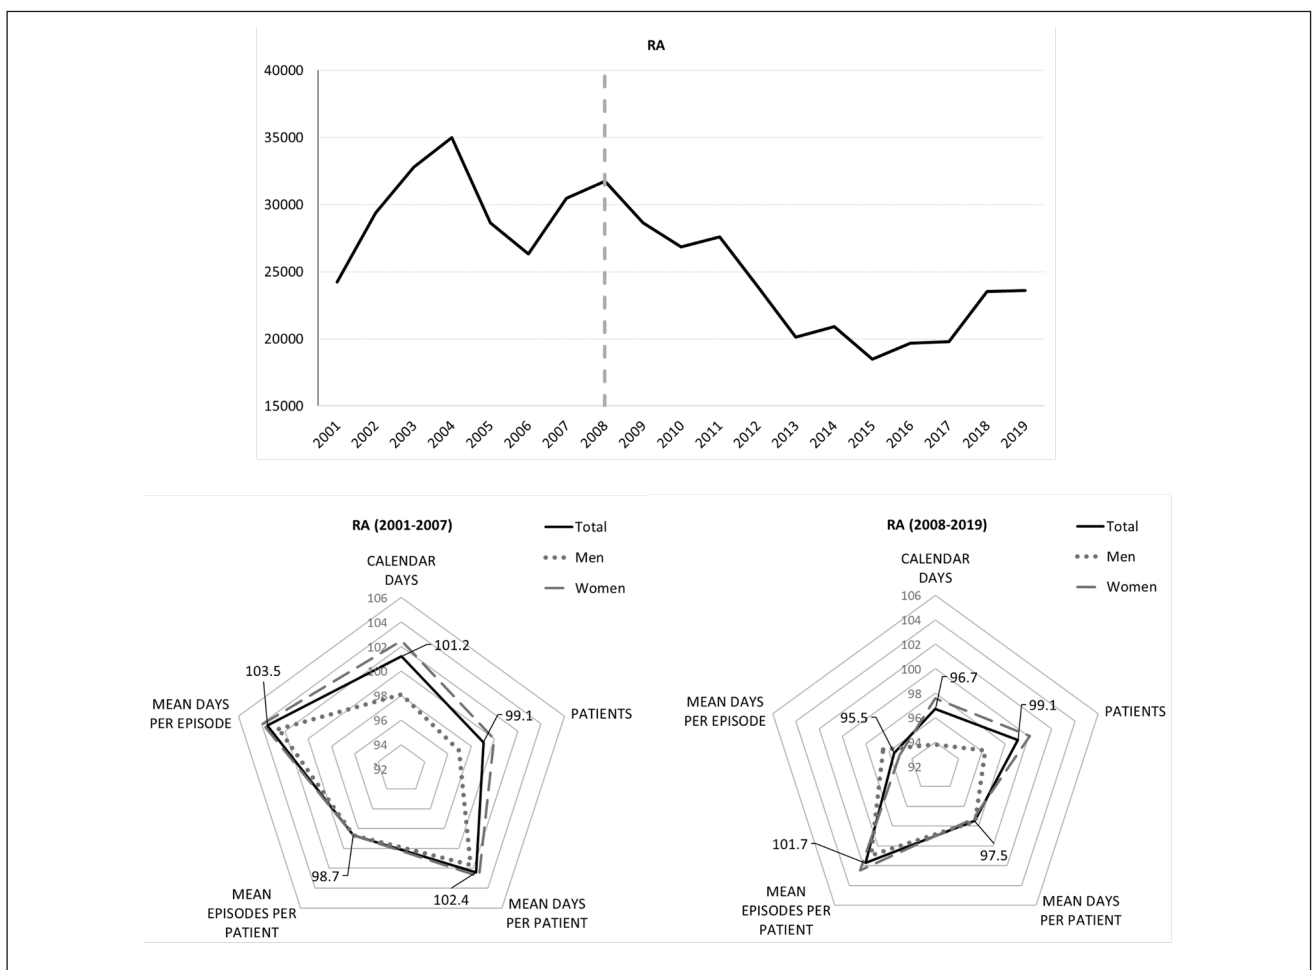 RA
40000
35000
30000
25000
20000
15000
2001
2002
2003
2004
2005
2006
2007
2008
2009
2010
2011
2012
2013
2014
2015
2016
2017
2018
2019
RA (2001-2007)
Total
Men
Women
CALENDAR
DAYS
106
104
102
100
98
96
94
92
101.2
103.5
99.1
98.7
102.4
PATIENTS
MEAN DAYS
PER EPISODE
MEAN
EPISODES PER
PATIENT
MEAN DAYS
PER PATIENT
RA (2008-2019)
Total
Men
Women
CALENDAR
DAYS
106
104
102
100
98
96
94
92
96.7
95.5
99.1
101.7
97.5
PATIENTS
MEAN DAYS
PER EPISODE
MEAN
EPISODES PER
PATIENT
MEAN DAYS
PER PATIENT